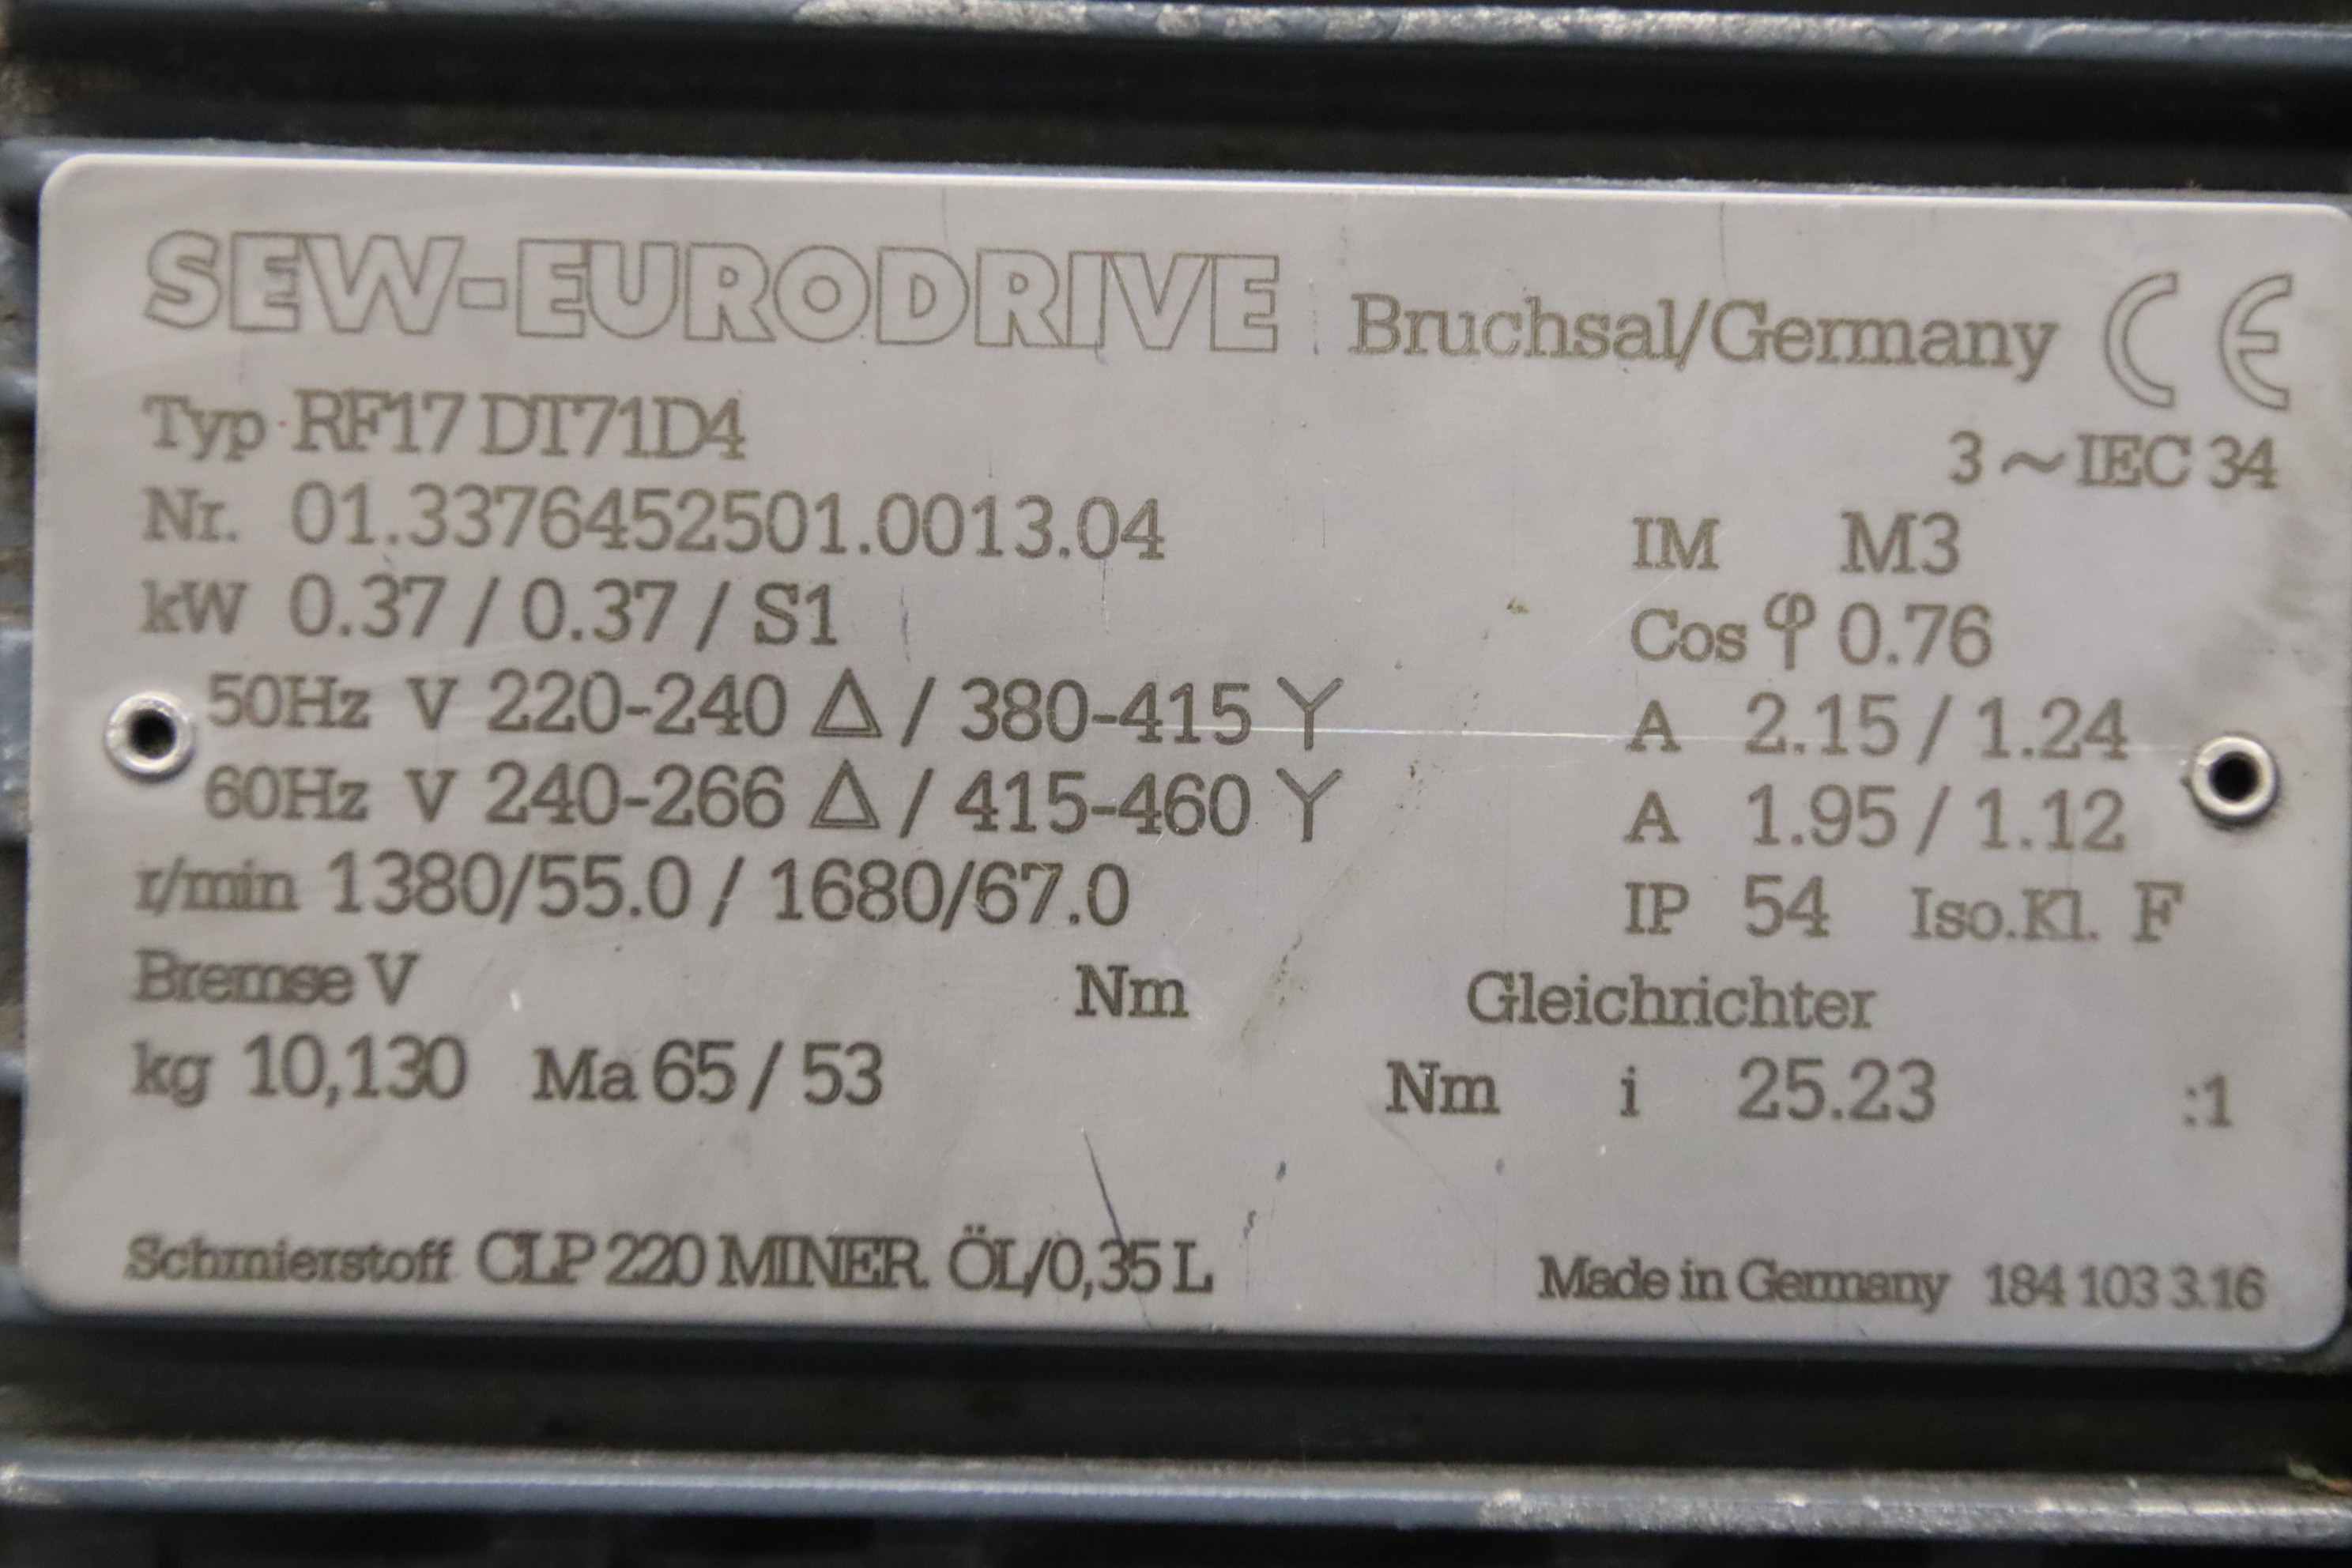 SEW-EURODRIVE Bruchsal/Germany CE
Typ RF17 DT71D4 3 ~ IEC 34
Nr. 01.3376452501.0013.04 IM M3
kW 0.37 / 0.37 / S1 Cos φ 0.76
50Hz V 220-240 △ / 380-415 Y A 2.15 / 1.24
60Hz V 240-266 △ / 415-460 Y A 1.95 / 1.12
r/min 1380/55.0 / 1680/67.0 IP 54 Iso.Kl. F
Bremse V Nm Gleichrichter
kg 10,130 Ma 65 / 53 Nm i 25.23 :1
Schmierstoff CLP 220 MINER. ÖL/0,35 L Made in Germany 184 103 3.16